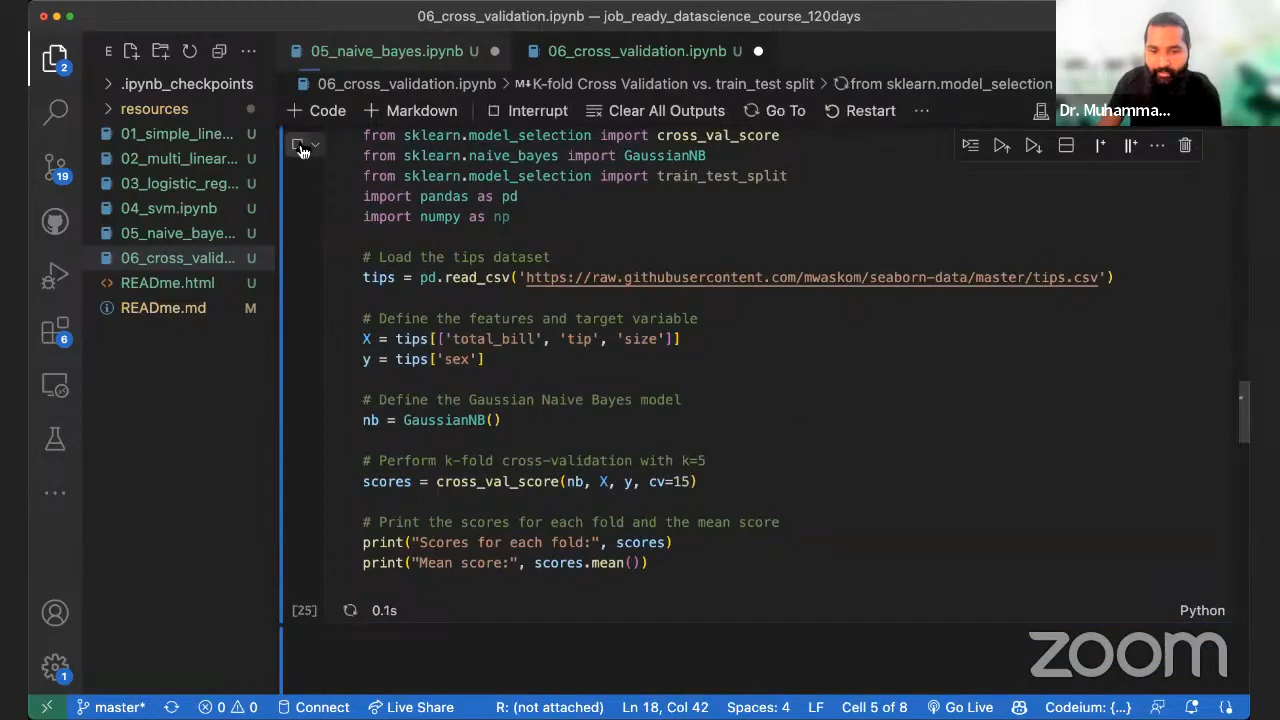 06_cross_validation.ipynb — job_ready_datascience_course_120days
E
05_naive_bayes.ipynb U
06_cross_validation.ipynb U
.ipynb_checkpoints
resources
01_simple_line... U
02_multi_linear... U
03_logistic_reg... U
04_svm.ipynb U
05_naive_baye... U
06_cross_valid... U
READme.html U
READme.md M
06_cross_validation.ipynb > M↓K-fold Cross Validation vs. train_test split > from sklearn.model_selection
Code + Markdown Interrupt Clear All Outputs Go To Restart ...
Dr. Muhamma...
from sklearn.model_selection import cross_val_score
from sklearn.naive_bayes import GaussianNB
from sklearn.model_selection import train_test_split
import pandas as pd
import numpy as np
# Load the tips dataset
tips = pd.read_csv('https://raw.githubusercontent.com/mwaskom/seaborn-data/master/tips.csv')
# Define the features and target variable
X = tips[['total_bill', 'tip', 'size']]
y = tips['sex']
# Define the Gaussian Naive Bayes model
nb = GaussianNB()
# Perform k-fold cross-validation with k=5
scores = cross_val_score(nb, X, y, cv=15)
# Print the scores for each fold and the mean score
print("Scores for each fold:", scores)
print("Mean score:", scores.mean())
[25] 0.1s Python
2
19
6
1
zoom
master* 0 0 Connect Live Share R: (not attached) Ln 18, Col 42 Spaces: 4 LF Cell 5 of 8 Go Live Codeium: {...}